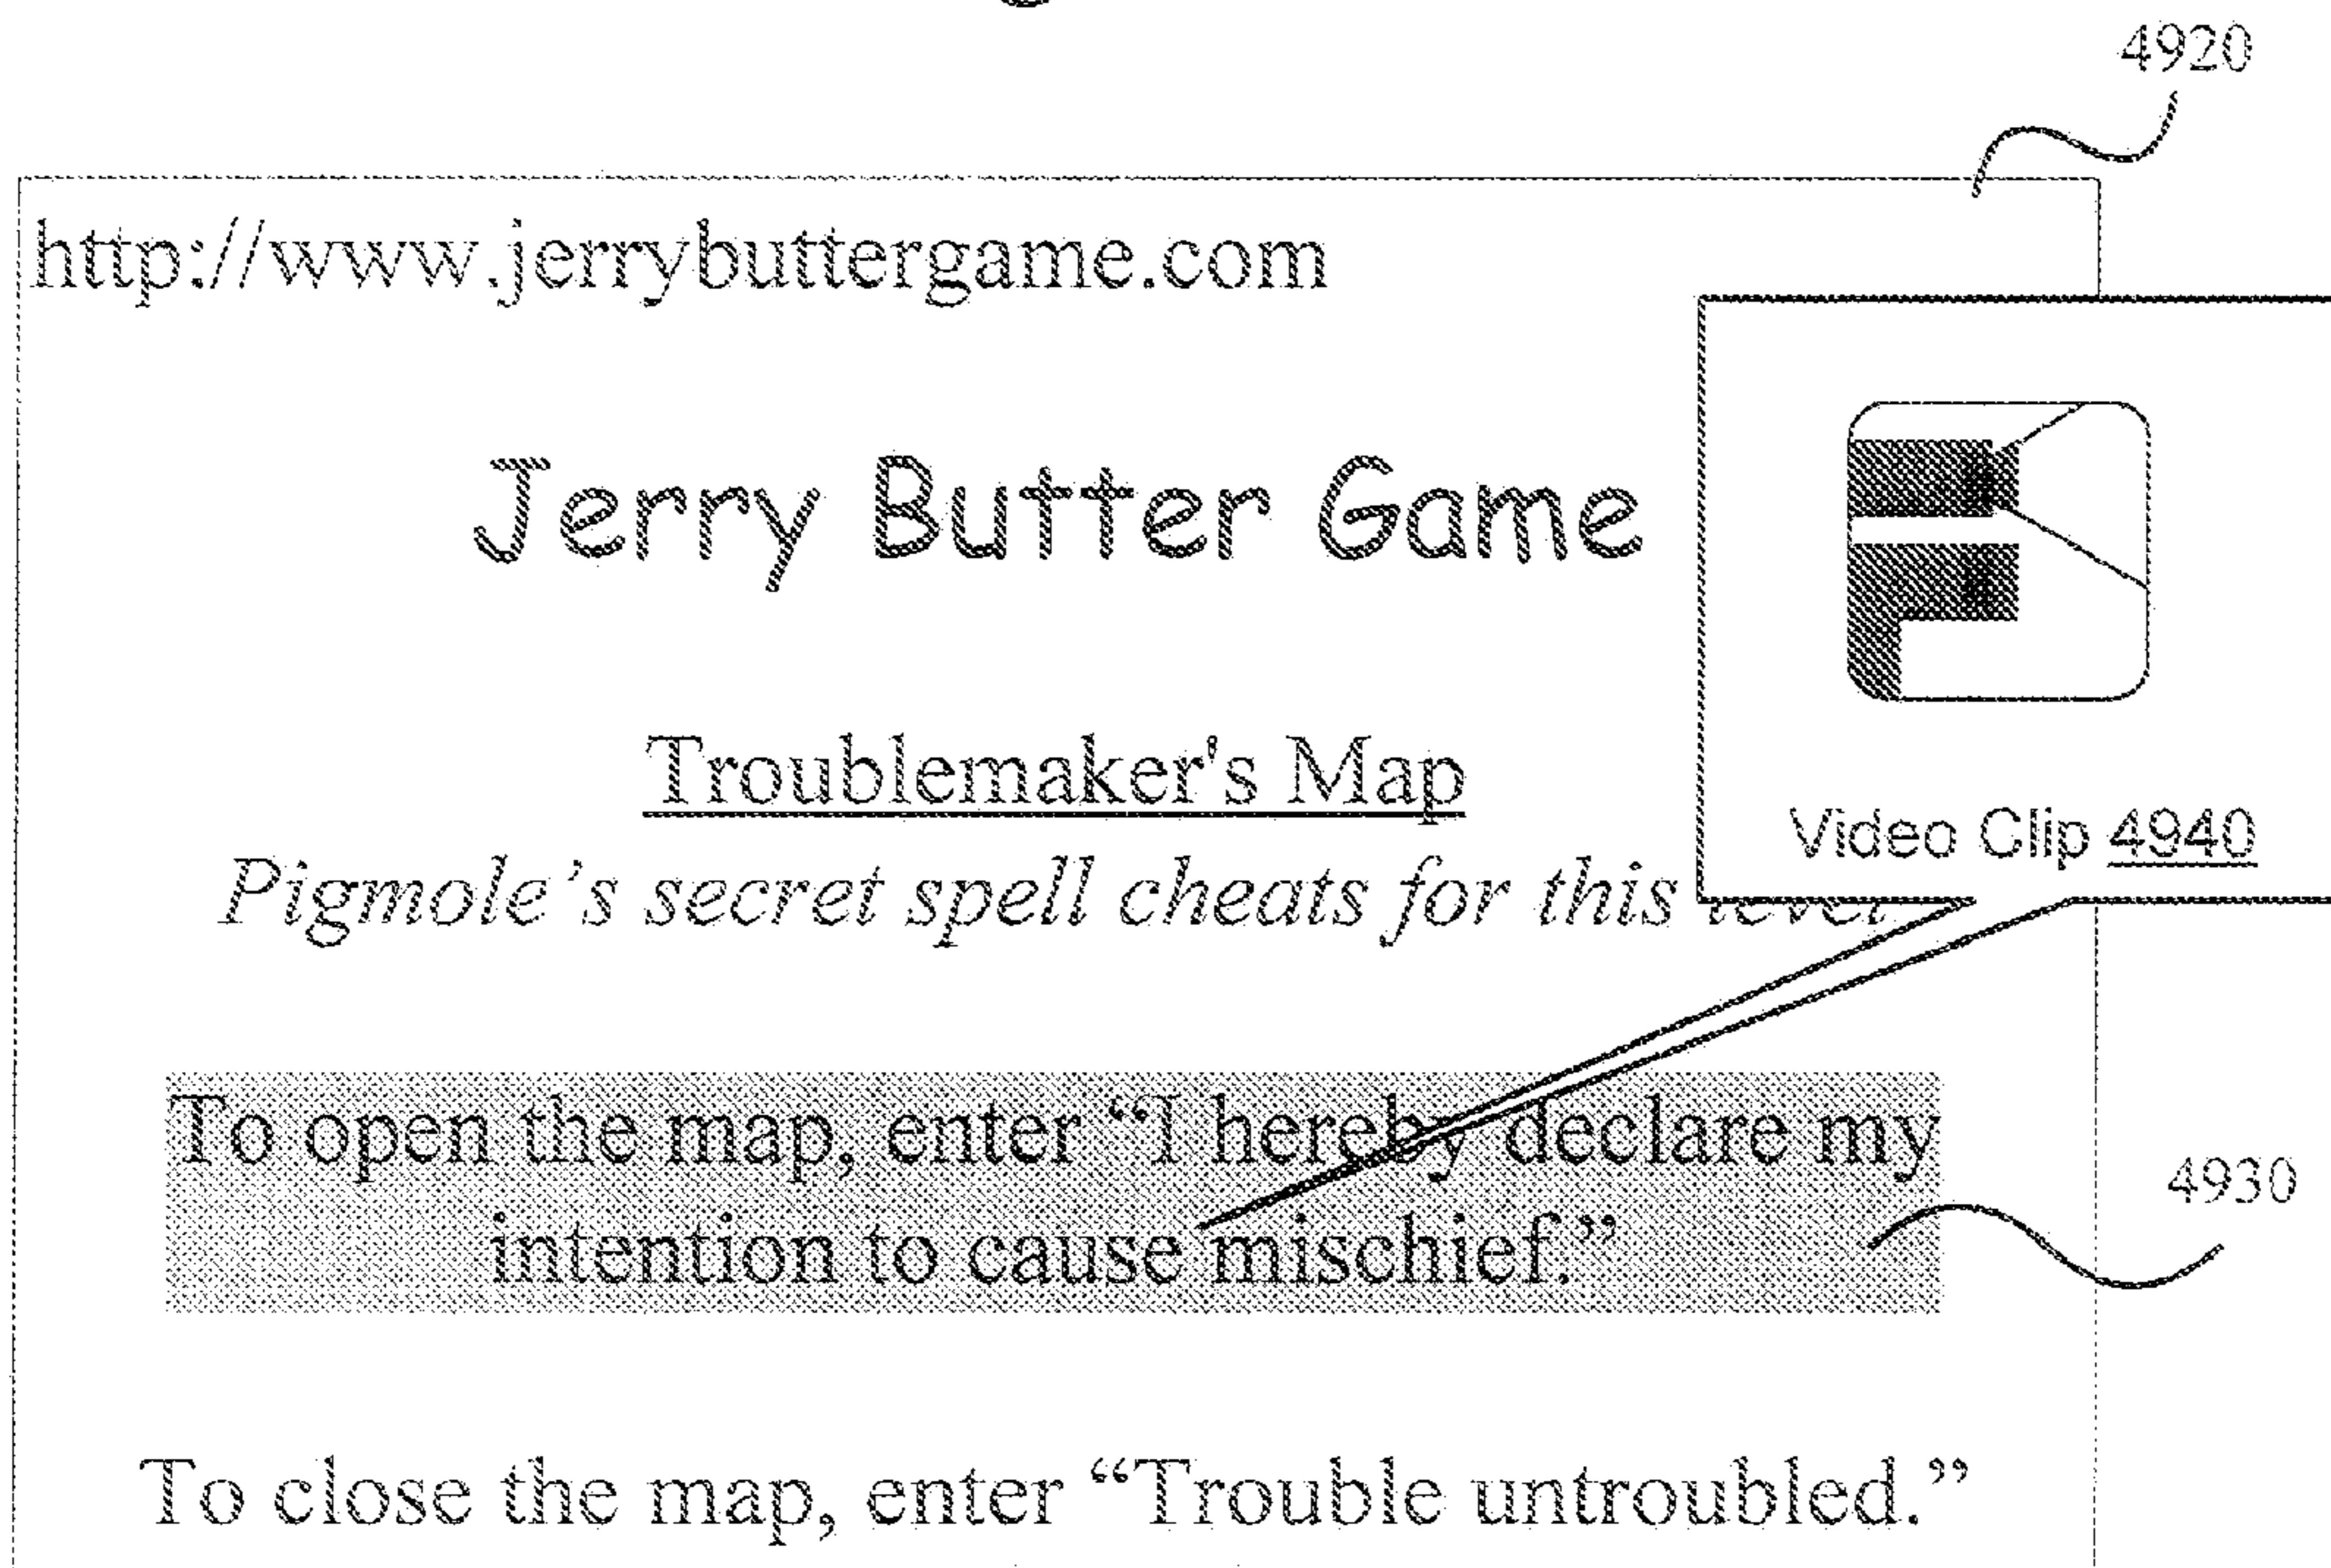 4920
http://www.jerrybuttergame.com
Jerry Butter Game
Troublemaker's Map
Video Clip 4940
Pigmole’s secret spell cheats for this level
To open the map, enter “I hereby declare my
intention to cause mischief.”
4930
To close the map, enter “Trouble untroubled.”